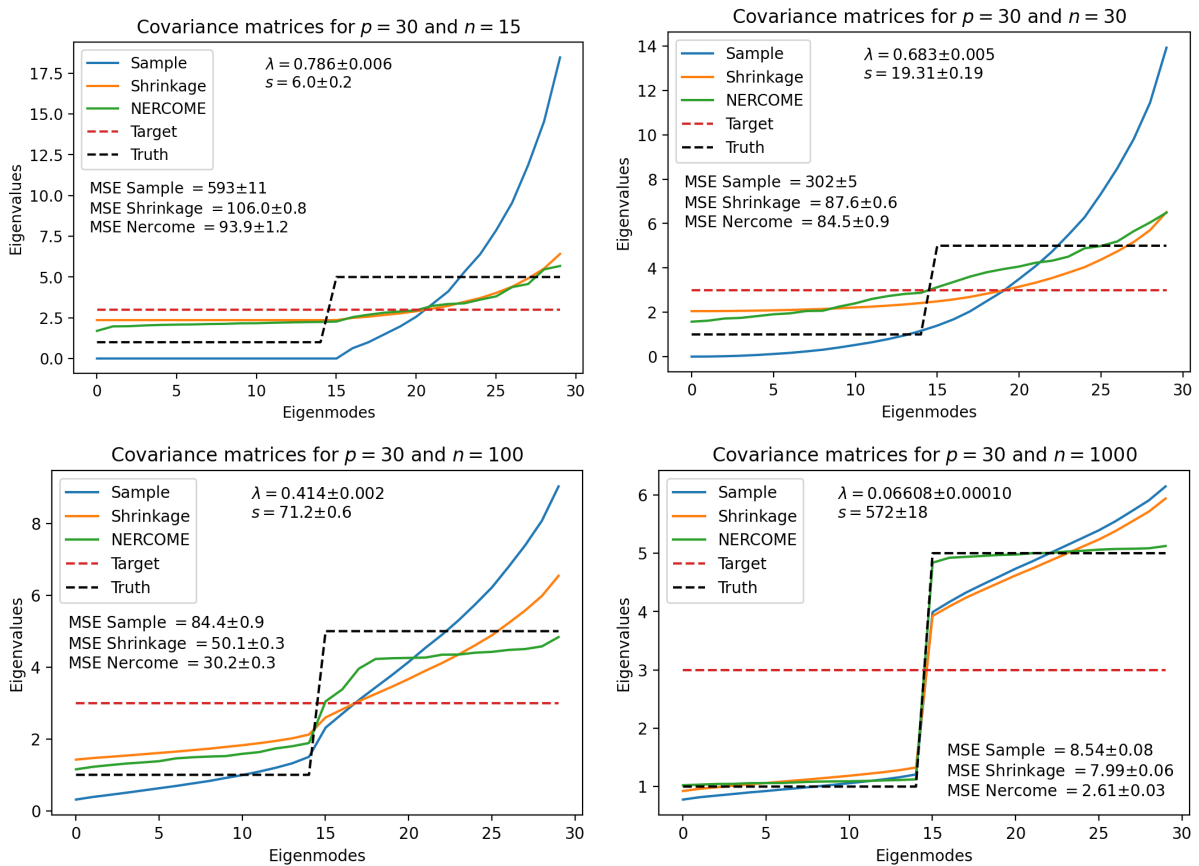 Covariance matrices for p = 30 and n = 15
Sample
Shrinkage
NERCOME
Target
Truth
λ = 0.786±0.006
s = 6.0±0.2
MSE Sample = 593±11
MSE Shrinkage = 106.0±0.8
MSE Nercome = 93.9±1.2
Eigenvalues
17.5
15.0
12.5
10.0
7.5
5.0
2.5
0.0
0 5 10 15 20 25 30
Eigenmodes
Covariance matrices for p = 30 and n = 30
Sample
Shrinkage
NERCOME
Target
Truth
λ = 0.683±0.005
s = 19.31±0.19
MSE Sample = 302±5
MSE Shrinkage = 87.6±0.6
MSE Nercome = 84.5±0.9
Eigenvalues
14
12
10
8
6
4
2
0
0 5 10 15 20 25 30
Eigenmodes
Covariance matrices for p = 30 and n = 100
Sample
Shrinkage
NERCOME
Target
Truth
λ = 0.414±0.002
s = 71.2±0.6
MSE Sample = 84.4±0.9
MSE Shrinkage = 50.1±0.3
MSE Nercome = 30.2±0.3
Eigenvalues
8
6
4
2
0
0 5 10 15 20 25 30
Eigenmodes
Covariance matrices for p = 30 and n = 1000
Sample
Shrinkage
NERCOME
Target
Truth
λ = 0.06608±0.00010
s = 572±18
MSE Sample = 8.54±0.08
MSE Shrinkage = 7.99±0.06
MSE Nercome = 2.61±0.03
Eigenvalues
6
5
4
3
2
1
0 5 10 15 20 25 30
Eigenmodes